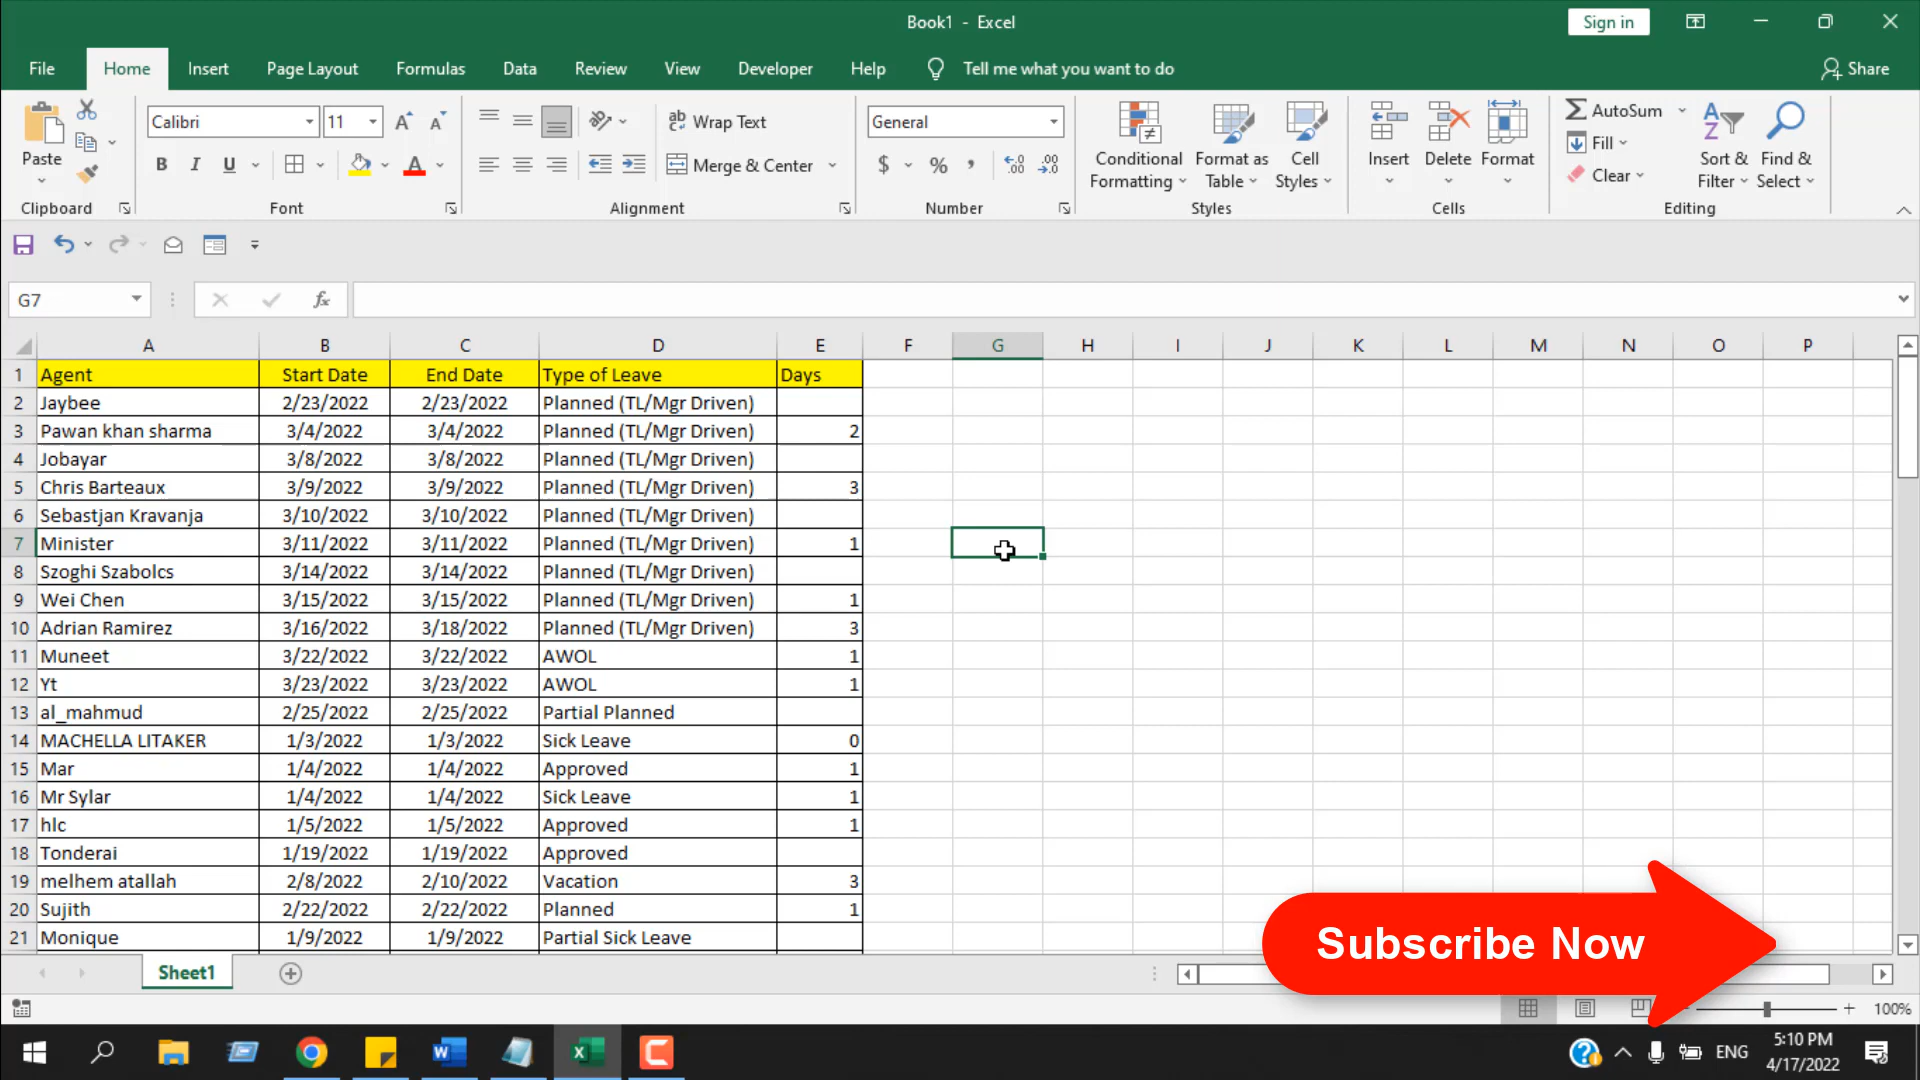 Book1 - Excel
Sign in
File Home Insert Page Layout Formulas Data Review View Developer Help Tell me what you want to do Share
Paste
Clipboard
Calibri 11
B I U
Font
Wrap Text
Merge & Center
Alignment
General
$ % ,
Number
Conditional Formatting
Format as Table
Cell Styles
Styles
Insert Delete Format
Cells
AutoSum
Fill
Clear
Sort & Filter
Find & Select
Editing
G7 fx
A B C D E F G H I J K L M N O P
1 Agent Start Date End Date Type of Leave Days
2 Jaybee 2/23/2022 2/23/2022 Planned (TL/Mgr Driven)
3 Pawan khan sharma 3/4/2022 3/4/2022 Planned (TL/Mgr Driven) 2
4 Jobayar 3/8/2022 3/8/2022 Planned (TL/Mgr Driven)
5 Chris Barteaux 3/9/2022 3/9/2022 Planned (TL/Mgr Driven) 3
6 Sebastjan Kravanja 3/10/2022 3/10/2022 Planned (TL/Mgr Driven)
7 Minister 3/11/2022 3/11/2022 Planned (TL/Mgr Driven) 1
8 Szoghi Szabolcs 3/14/2022 3/14/2022 Planned (TL/Mgr Driven)
9 Wei Chen 3/15/2022 3/15/2022 Planned (TL/Mgr Driven) 1
10 Adrian Ramirez 3/16/2022 3/18/2022 Planned (TL/Mgr Driven) 3
11 Muneet 3/22/2022 3/22/2022 AWOL 1
12 Yt 3/23/2022 3/23/2022 AWOL 1
13 al_mahmud 2/25/2022 2/25/2022 Partial Planned
14 MACHELLA LITAKER 1/3/2022 1/3/2022 Sick Leave 0
15 Mar 1/4/2022 1/4/2022 Approved 1
16 Mr Sylar 1/4/2022 1/4/2022 Sick Leave 1
17 hlc 1/5/2022 1/5/2022 Approved 1
18 Tonderai 1/19/2022 1/19/2022 Approved
19 melhem atallah 2/8/2022 2/10/2022 Vacation 3
20 Sujith 2/22/2022 2/22/2022 Planned 1
21 Monique 1/9/2022 1/9/2022 Partial Sick Leave
Subscribe Now
Sheet1
100%
ENG
5:10 PM
4/17/2022